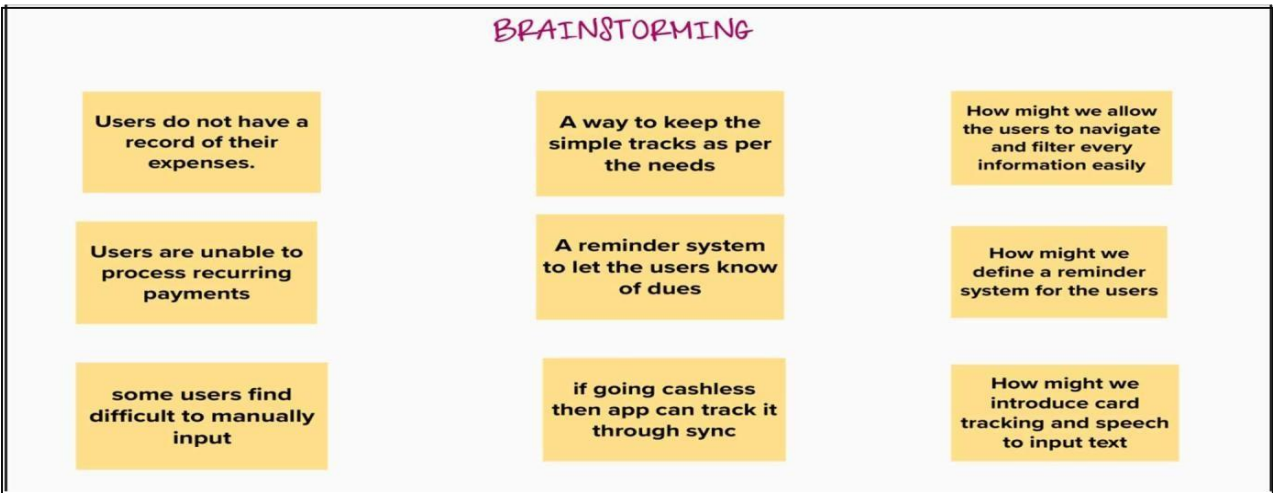 BRAINSTORMING
Users do not have a
record of their
expenses.
A way to keep the
simple tracks as per
the needs
How might we allow
the users to navigate
and filter every
information easily
Users are unable to
process recurring
payments
A reminder system
to let the users know
of dues
How might we
define a reminder
system for the users
some users find
difficult to manually
input
if going cashless
then app can track it
through sync
How might we
introduce card
tracking and speech
to input text